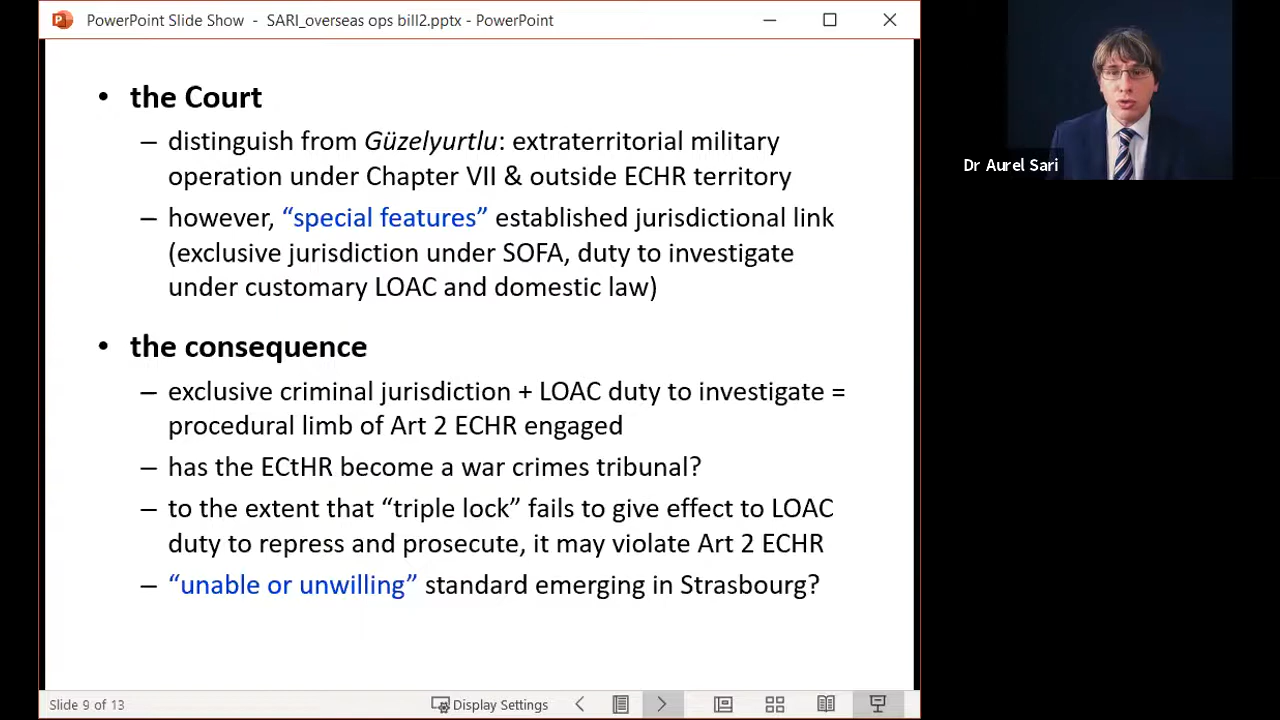 PowerPoint Slide Show - SARI_overseas ops bill2.pptx - PowerPoint
• the Court
– distinguish from Güzelyurtlu: extraterritorial military
operation under Chapter VII & outside ECHR territory
– however, “special features” established jurisdictional link
(exclusive jurisdiction under SOFA, duty to investigate
under customary LOAC and domestic law)
• the consequence
– exclusive criminal jurisdiction + LOAC duty to investigate =
procedural limb of Art 2 ECHR engaged
– has the ECtHR become a war crimes tribunal?
– to the extent that “triple lock” fails to give effect to LOAC
duty to repress and prosecute, it may violate Art 2 ECHR
– “unable or unwilling” standard emerging in Strasbourg?
Slide 9 of 13
Display Settings
Dr Aurel Sari